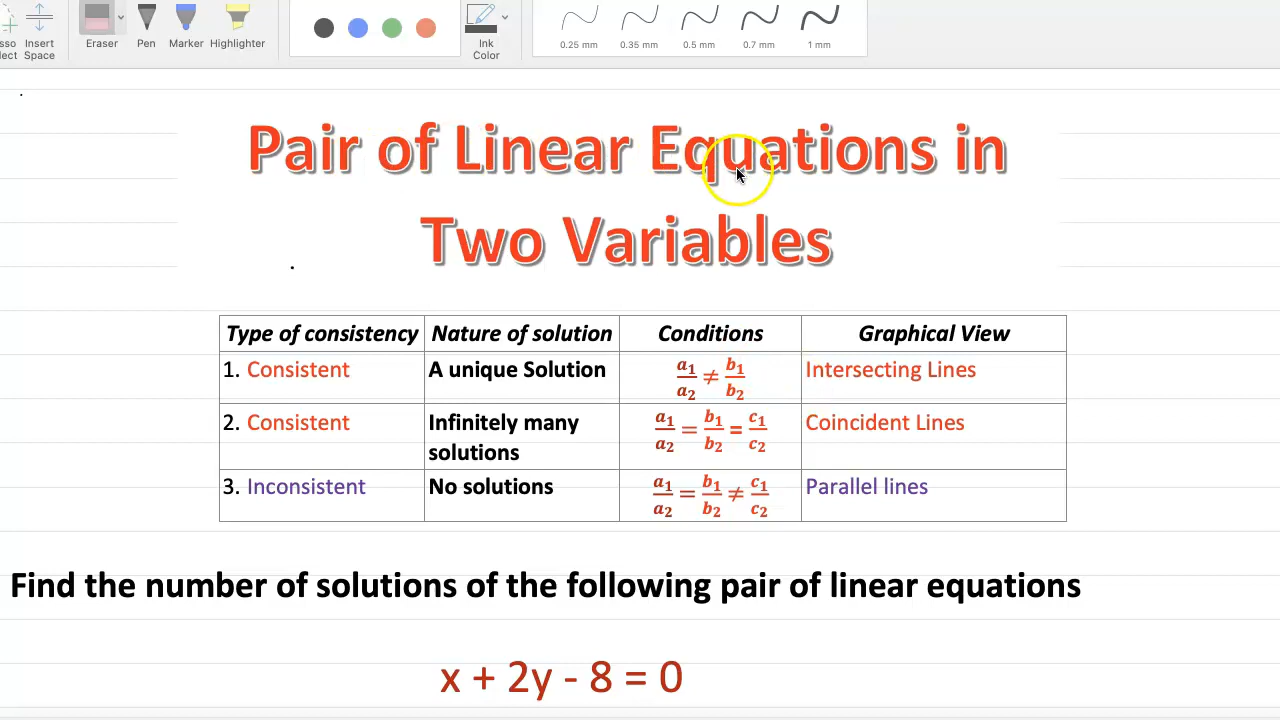 Insert
Space
Eraser
Pen
Marker
Highlighter
Ink
Color
0.25 mm
0.35 mm
0.5 mm
0.7 mm
1 mm
Pair of Linear Equations in
Two Variables
Type of consistency Nature of solution Conditions Graphical View
1. Consistent A unique Solution a₁/a₂ ≠ b₁/b₂ Intersecting Lines
2. Consistent Infinitely many solutions a₁/a₂ = b₁/b₂ = c₁/c₂ Coincident Lines
3. Inconsistent No solutions a₁/a₂ = b₁/b₂ ≠ c₁/c₂ Parallel lines
Find the number of solutions of the following pair of linear equations
x + 2y - 8 = 0